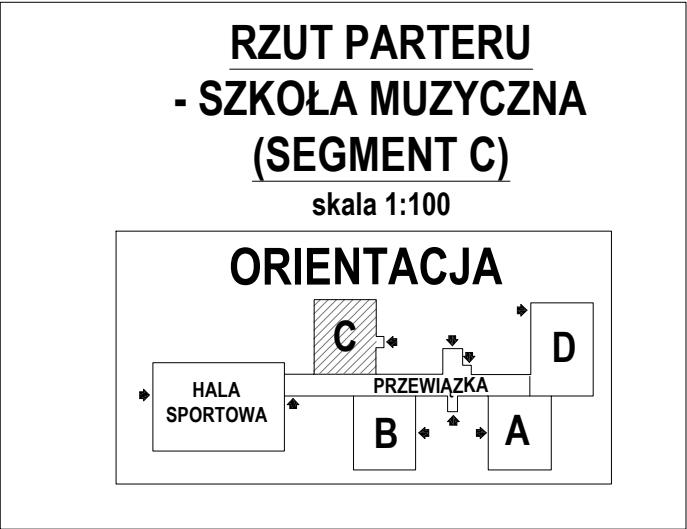 RZUT PARTERU
- SZKOŁA MUZYCZNA
(SEGMENT C)
skala 1:100
ORIENTACJA
C
D
HALA
SPORTOWA
PRZEWIĄZKA
B
A